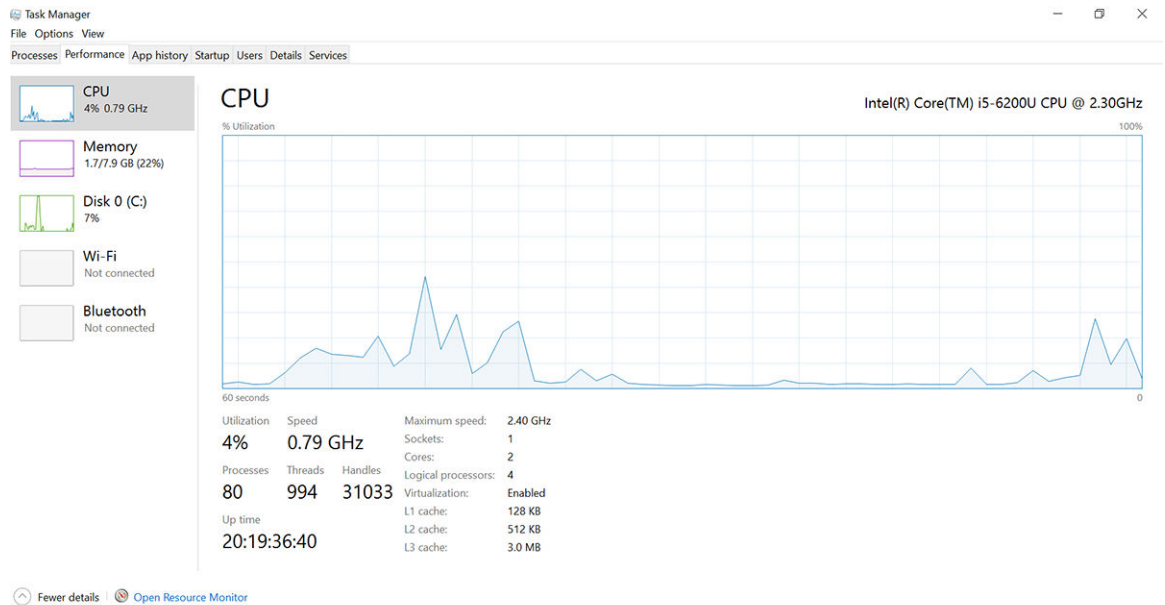 Task Manager
File Options View
Processes Performance App history Startup Users Details Services
CPU
4% 0.79 GHz
Memory
1.7/7.9 GB (22%)
Disk 0 (C:)
7%
Wi-Fi
Not connected
Bluetooth
Not connected
CPU
Intel(R) Core(TM) i5-6200U CPU @ 2.30GHz
% Utilization 100%
60 seconds 0
Utilization Speed
4% 0.79 GHz
Processes Threads Handles
80 994 31033
Up time
20:19:36:40
Maximum speed: 2.40 GHz
Sockets: 1
Cores: 2
Logical processors: 4
Virtualization: Enabled
L1 cache: 128 KB
L2 cache: 512 KB
L3 cache: 3.0 MB
Fewer details Open Resource Monitor